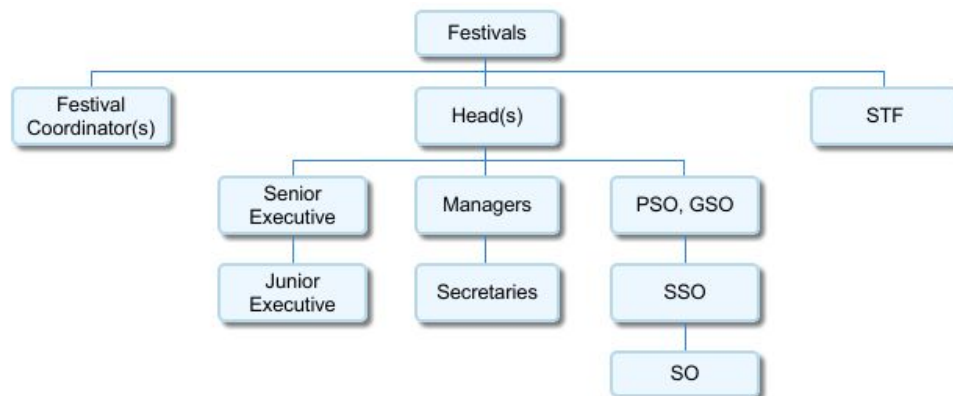 Festivals
Festival
Coordinator(s)
Head(s)
STF
Senior
Executive
Managers
PSO, GSO
Junior
Executive
Secretaries
SSO
SO